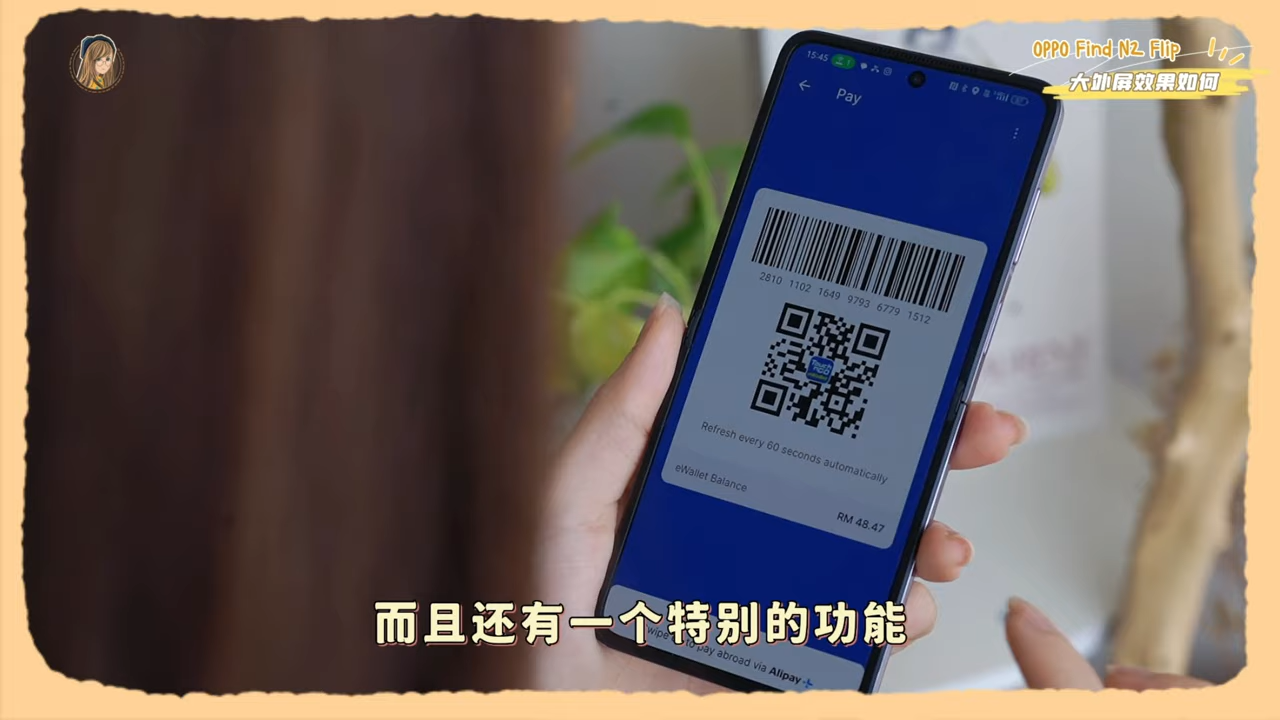 OPPO Find N2 Flip
大外屏效果如何
15:45
Pay
2810 1102 1649 9793 6779 1512
Touch
Refresh every 60 seconds automatically
eWallet Balance
RM 48.47
to pay abroad via Alipay+
而且还有一个特别的功能